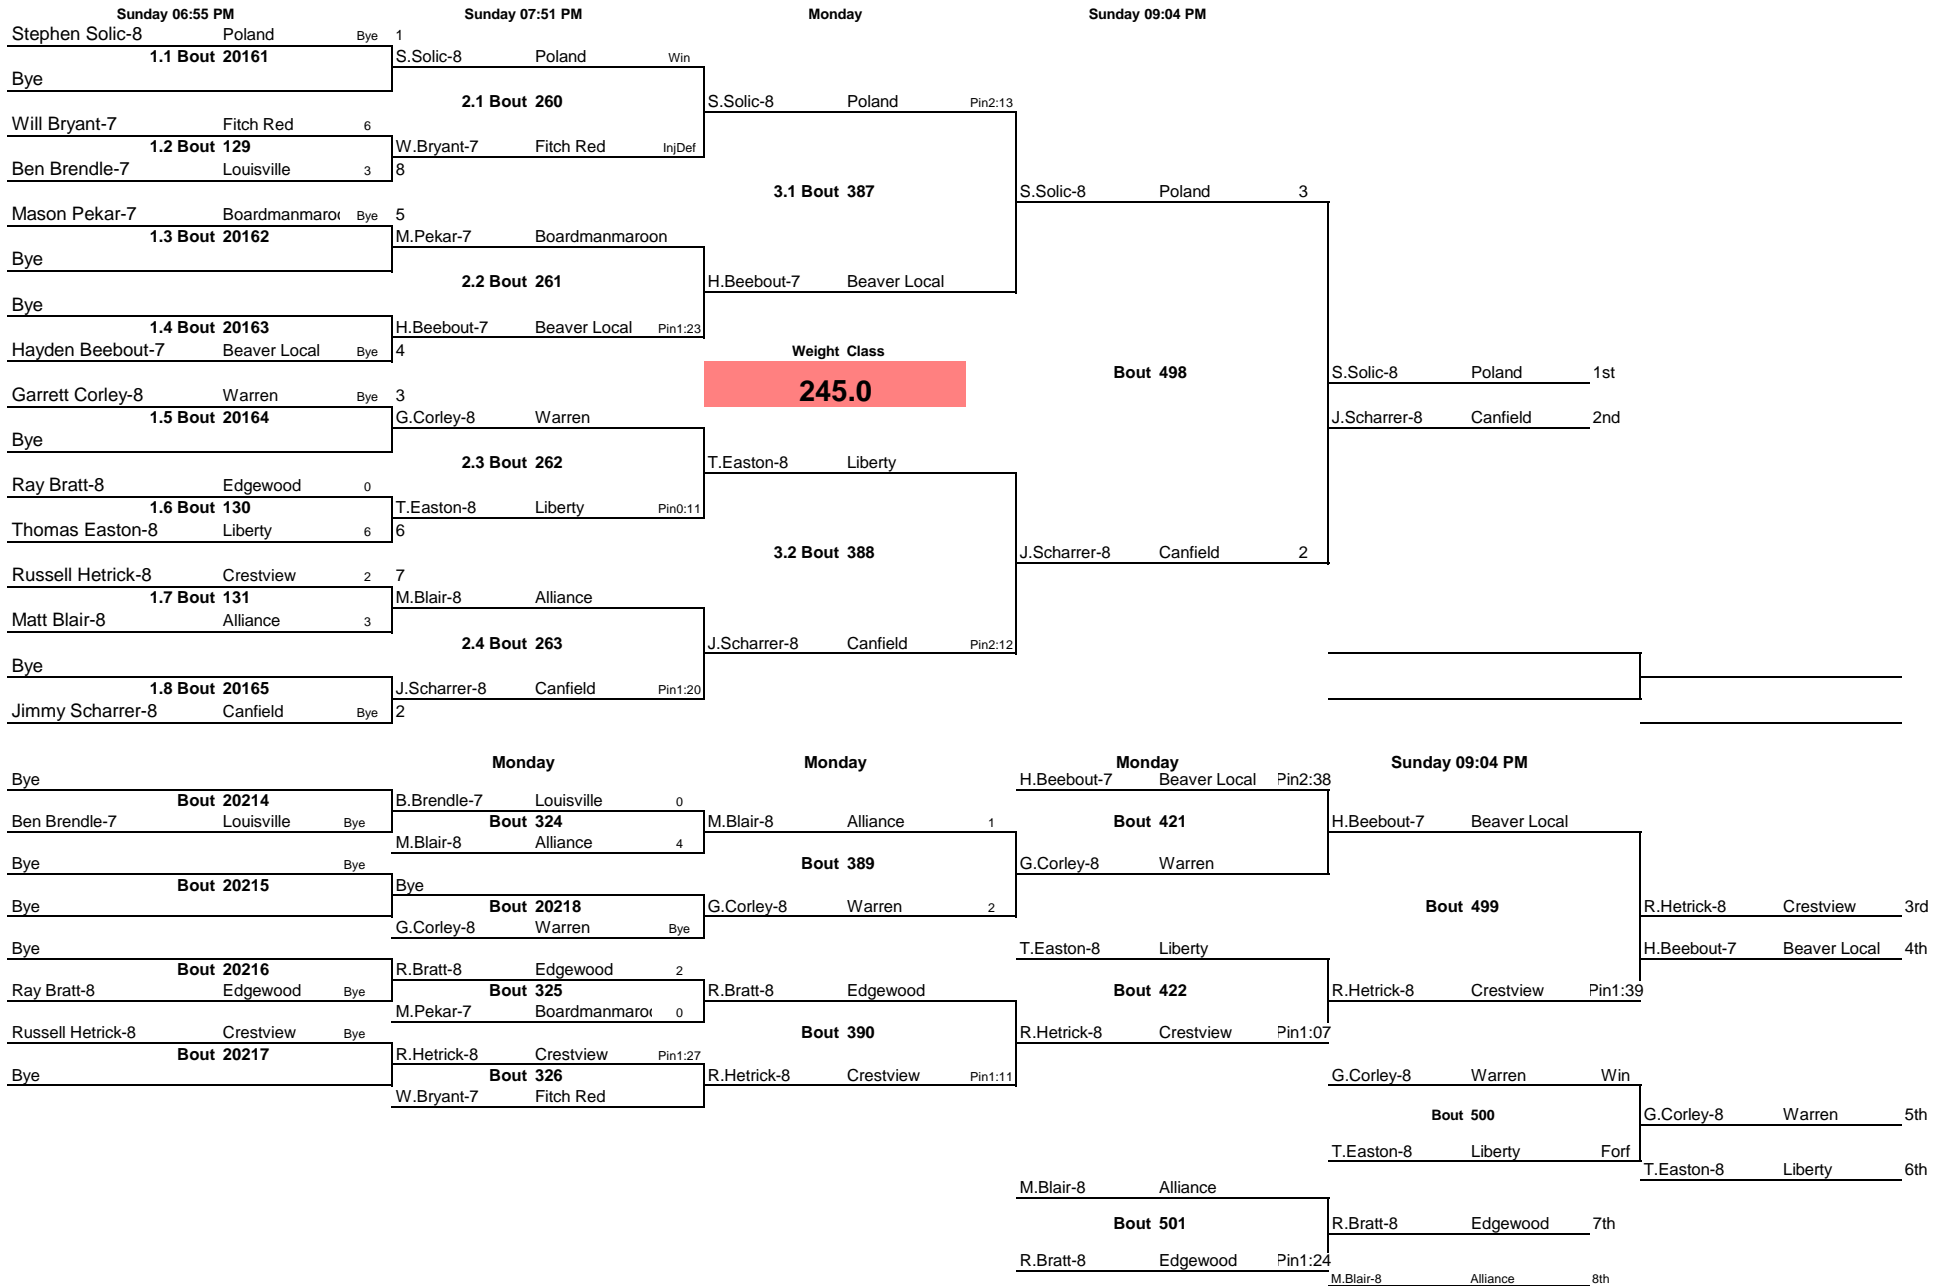 Sunday 06:55 PM Sunday 07:51 PM Monday Sunday 09:04 PM
Stephen Solic-8 Poland Bye 1
1.1 Bout 20161 S.Solic-8 Poland Win
Bye
2.1 Bout 260 S.Solic-8 Poland Pin2:13
Will Bryant-7 Fitch Red 6
1.2 Bout 129 W.Bryant-7 Fitch Red InjDef
Ben Brendle-7 Louisville 3 8
3.1 Bout 387 S.Solic-8 Poland 3
Mason Pekar-7 Boardmanmaroo Bye 5
1.3 Bout 20162 M.Pekar-7 Boardmanmaroon
Bye
2.2 Bout 261 H.Beebout-7 Beaver Local
Bye
1.4 Bout 20163 H.Beebout-7 Beaver Local Pin1:23
Hayden Beebout-7 Beaver Local Bye 4 Weight Class
Bout 498 S.Solic-8 Poland 1st
Garrett Corley-8 Warren Bye 3 245.0
1.5 Bout 20164 G.Corley-8 Warren J.Scharrer-8 Canfield 2nd
Bye
2.3 Bout 262 T.Easton-8 Liberty
Ray Bratt-8 Edgewood 0
1.6 Bout 130 T.Easton-8 Liberty Pin0:11
Thomas Easton-8 Liberty 6 6
3.2 Bout 388 J.Scharrer-8 Canfield 2
Russell Hetrick-8 Crestview 2 7
1.7 Bout 131 M.Blair-8 Alliance
Matt Blair-8 Alliance 3
2.4 Bout 263 J.Scharrer-8 Canfield Pin2:12
Bye
1.8 Bout 20165 J.Scharrer-8 Canfield Pin1:20
Jimmy Scharrer-8 Canfield Bye 2
Monday Monday Monday Sunday 09:04 PM
Bye H.Beebout-7 Beaver Local Pin2:38
Bout 20214 B.Brendle-7 Louisville 0
Ben Brendle-7 Louisville Bye Bout 324 M.Blair-8 Alliance 1 Bout 421 H.Beebout-7 Beaver Local
M.Blair-8 Alliance 4
Bye Bye Bout 389 G.Corley-8 Warren
Bout 20215 Bye
Bye Bout 20218 G.Corley-8 Warren 2 Bout 499 R.Hetrick-8 Crestview 3rd
G.Corley-8 Warren Bye
Bye T.Easton-8 Liberty H.Beebout-7 Beaver Local 4th
Bout 20216 R.Bratt-8 Edgewood 2
Ray Bratt-8 Edgewood Bye Bout 325 R.Bratt-8 Edgewood Bout 422 R.Hetrick-8 Crestview Pin1:39
M.Pekar-7 Boardmanmaroo 0
Russell Hetrick-8 Crestview Bye Bout 390 R.Hetrick-8 Crestview Pin1:07
Bout 20217 R.Hetrick-8 Crestview Pin1:27
Bye Bout 326 R.Hetrick-8 Crestview Pin1:11 G.Corley-8 Warren Win
W.Bryant-7 Fitch Red
Bout 500 G.Corley-8 Warren 5th
T.Easton-8 Liberty Forf
T.Easton-8 Liberty 6th
M.Blair-8 Alliance
Bout 501 R.Bratt-8 Edgewood 7th
R.Bratt-8 Edgewood Pin1:24
M.Blair-8 Alliance 8th